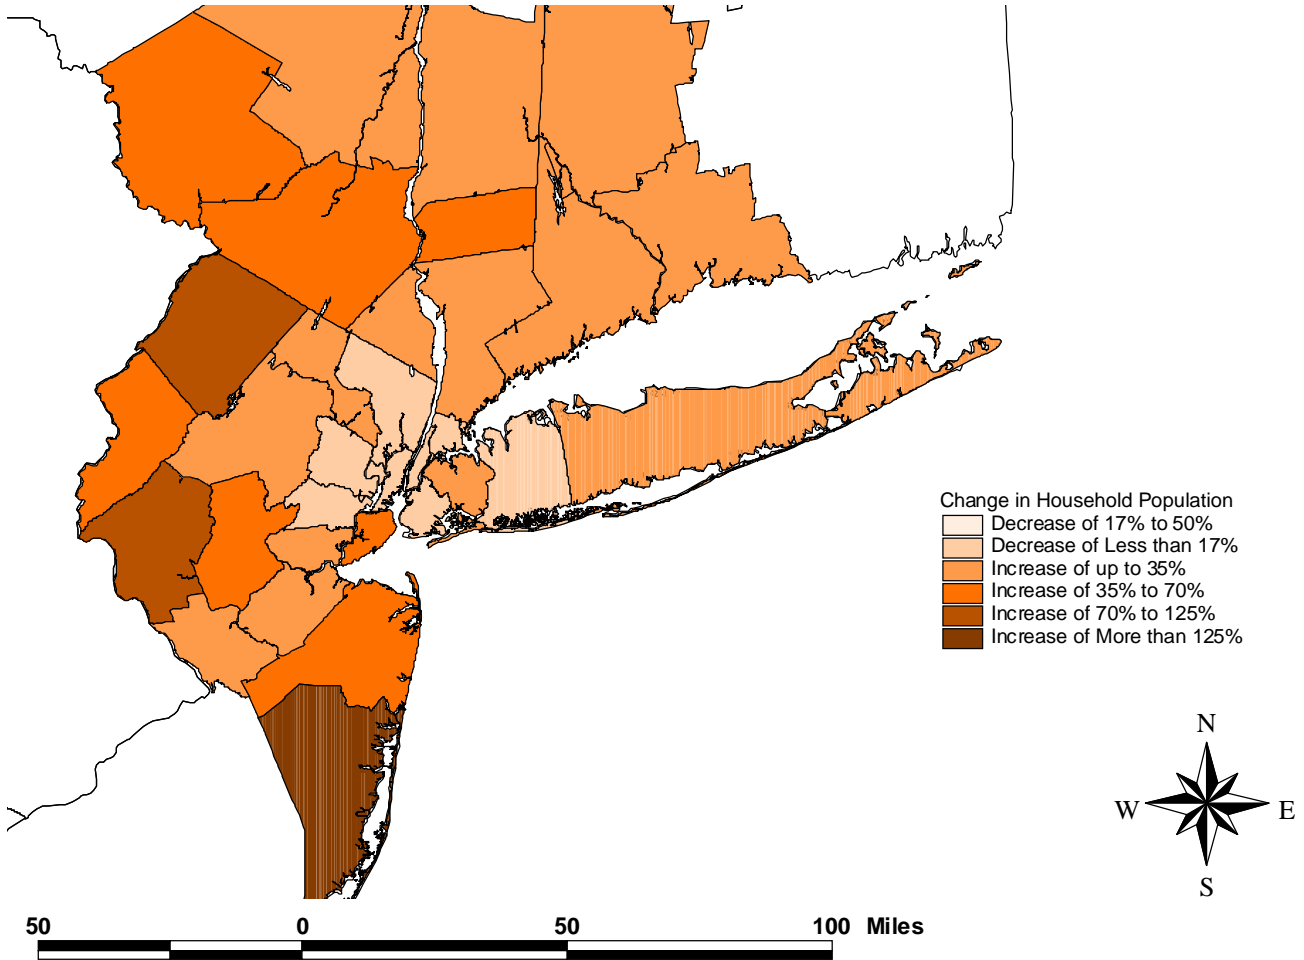 Change in Household Population
Decrease of 17% to 50%
Decrease of Less than 17%
Increase of up to 35%
Increase of 35% to 70%
Increase of 70% to 125%
Increase of More than 125%
N
W
E
S
50 0 50 100 Miles